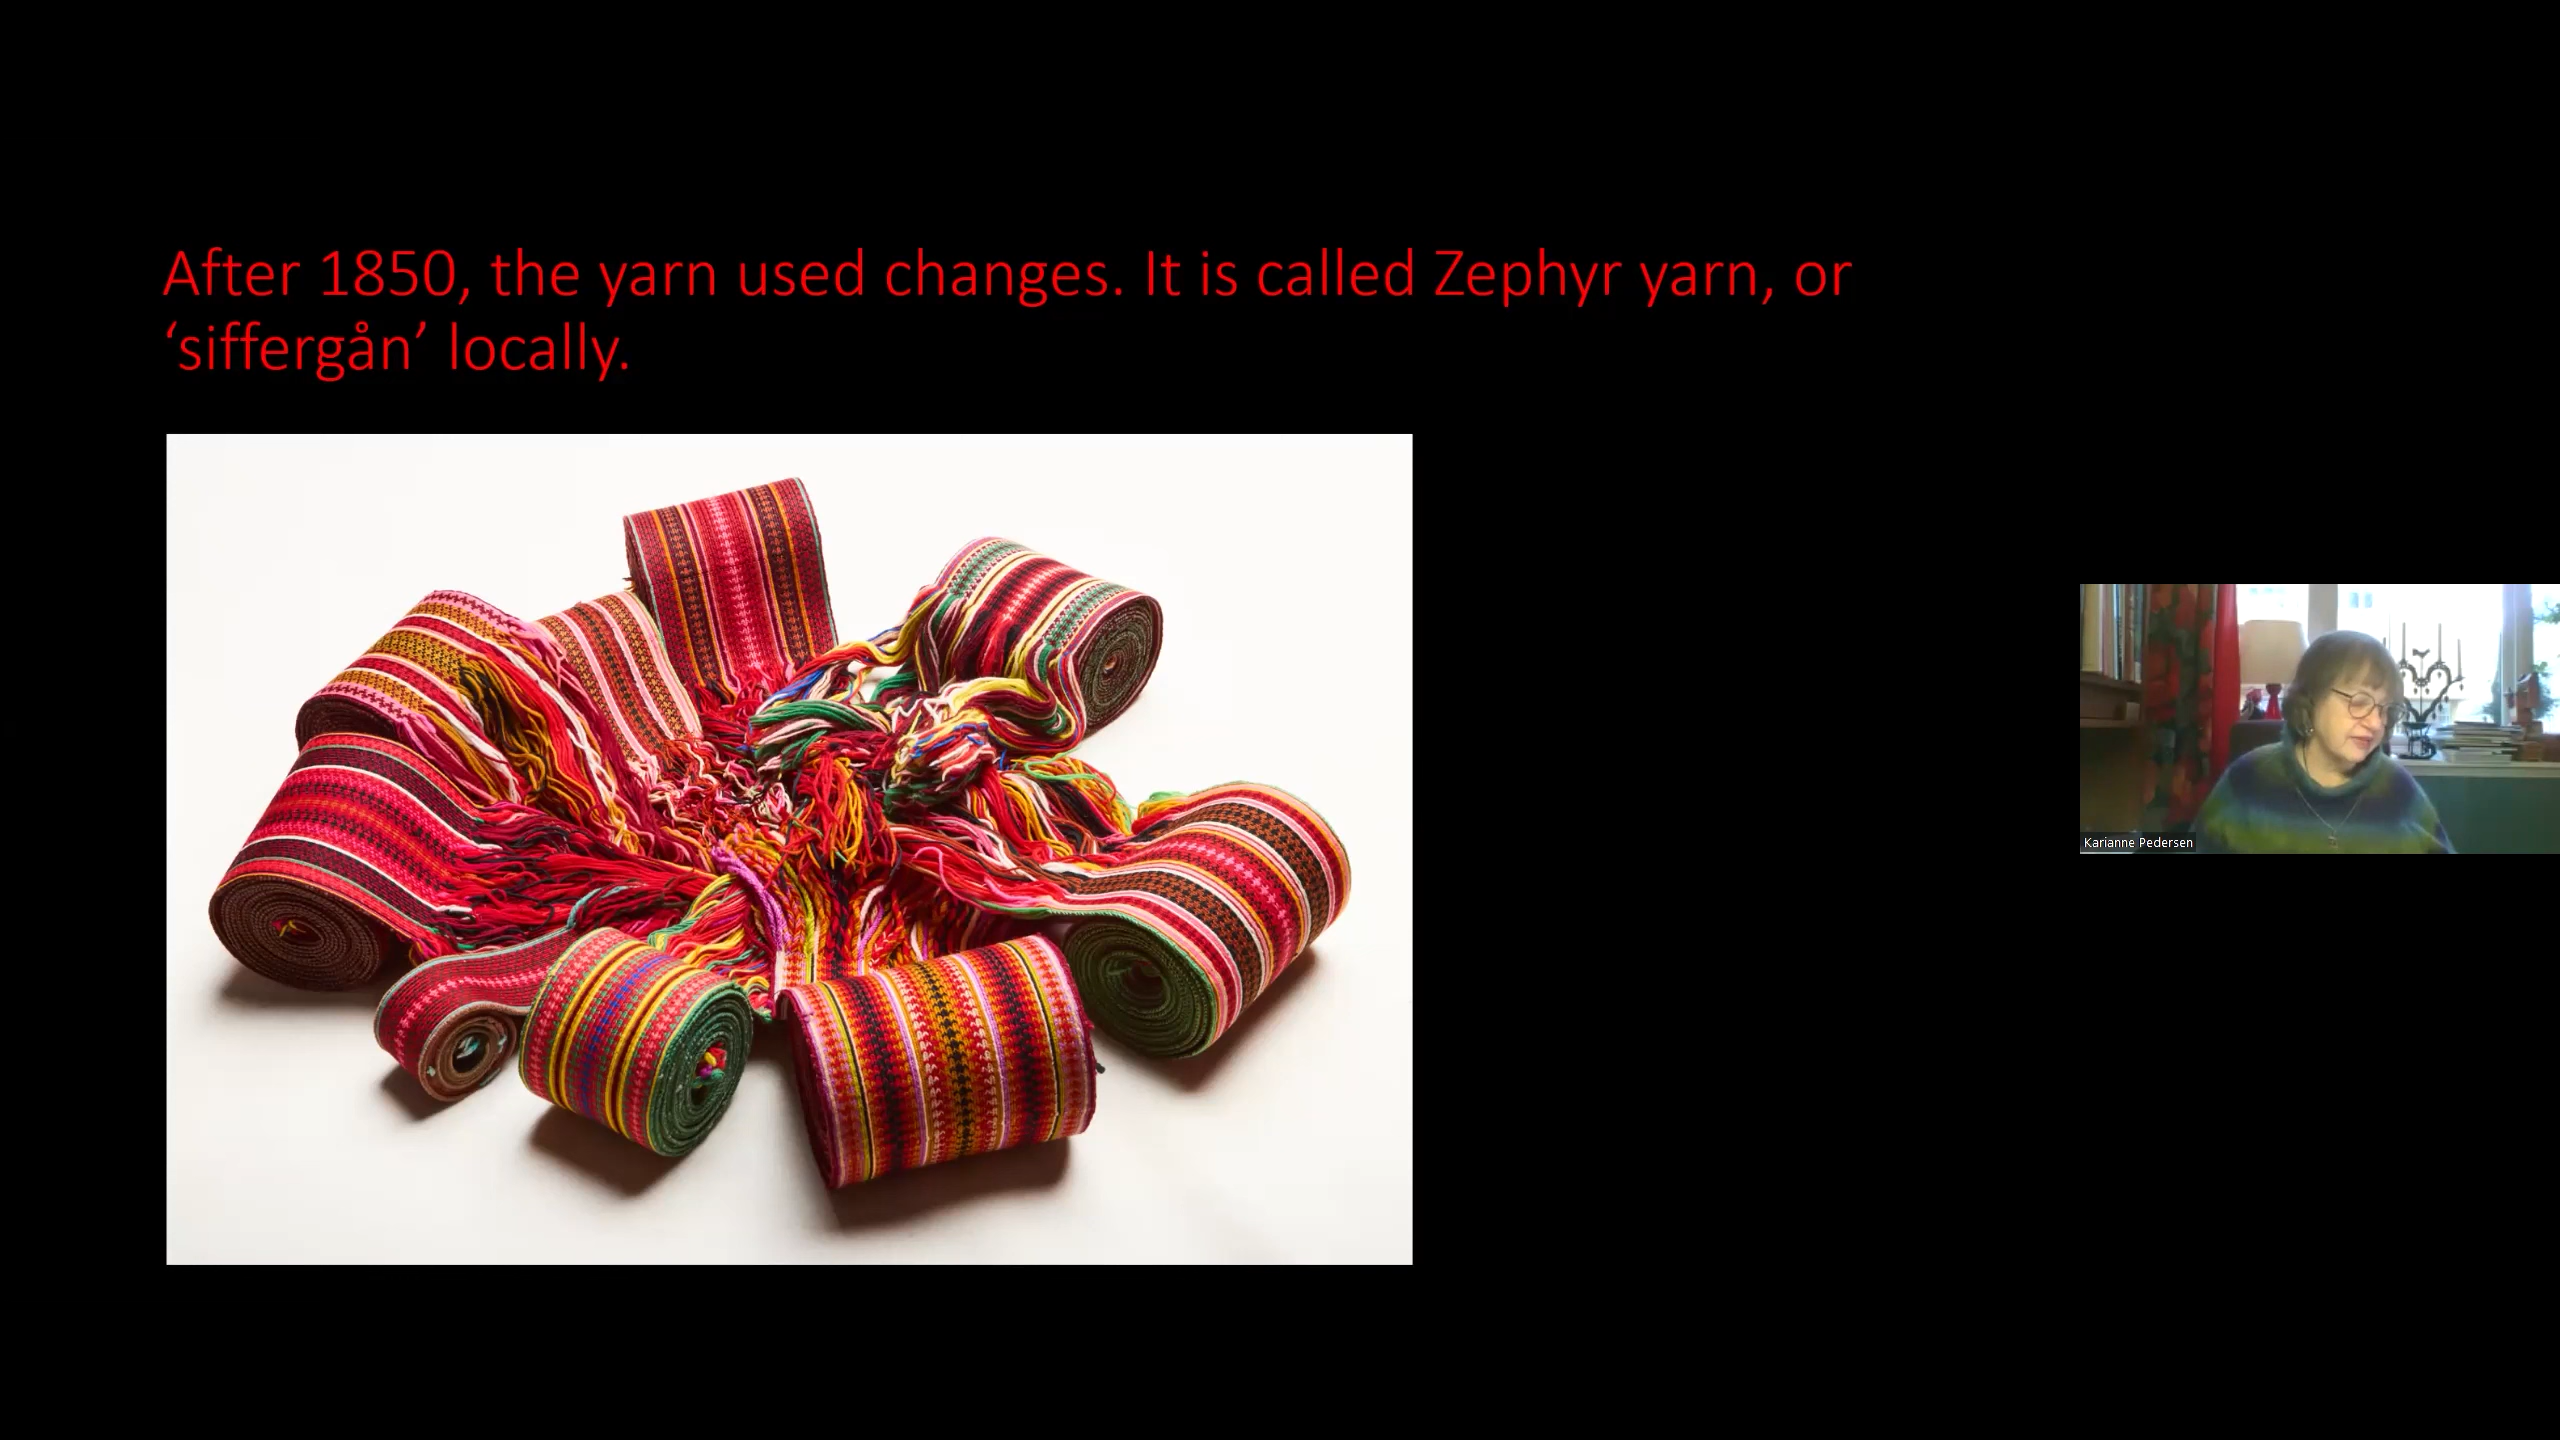 After 1850, the yarn used changes. It is called Zephyr yarn, or
‘siffergån’ locally.
Karianne Pedersen